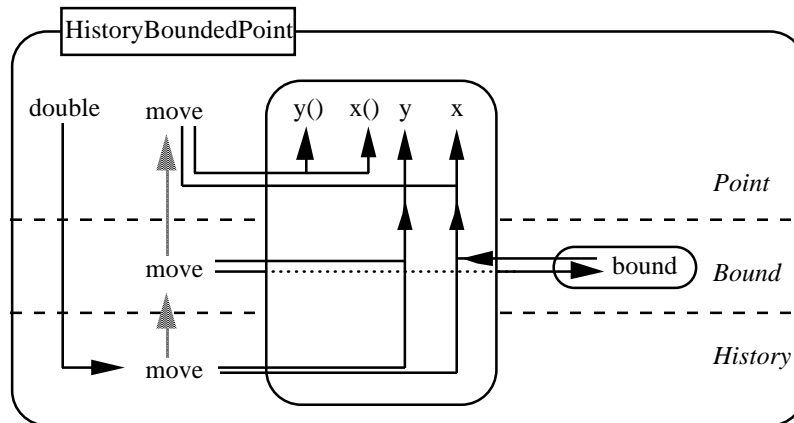 HistoryBoundedPoint
double move y() x() y x
Point
move bound Bound
move History